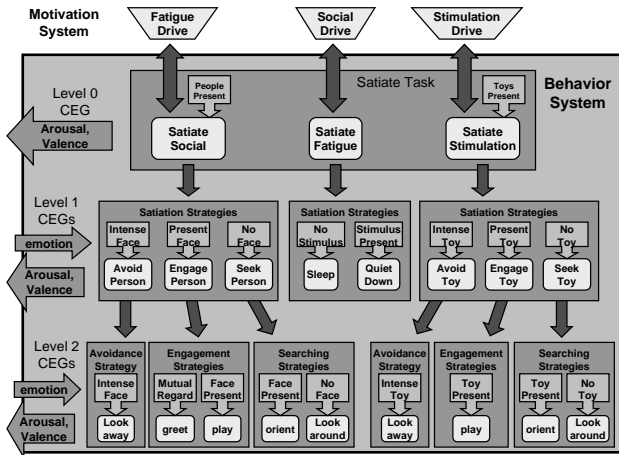 Motivation
System
Fatigue
Drive
Social
Drive
Stimulation
Drive
Level 0
CEG
Arousal,
Valence
People
Present
Satiate Task
Toys
Present
Behavior
System
Satiate
Social
Satiate
Fatigue
Satiate
Stimulation
Level 1
CEGs
emotion
Arousal,
Valence
Satiation Strategies
Intense
Face
Present
Face
No
Face
Avoid
Person
Engage
Person
Seek
Person
Satiation Strategies
No
Stimulus
Stimulus
Present
Sleep
Quiet
Down
Satiation Strategies
Intense
Toy
Present
Toy
No
Toy
Avoid
Toy
Engage
Toy
Seek
Toy
Level 2
CEGs
emotion
Arousal,
Valence
Avoidance
Strategy
Intense
Face
Look
away
Engagement
Strategies
Mutual
Regard
Face
Present
greet
play
Searching
Strategies
Face
Present
No
Face
orient
Look
around
Avoidance
Strategy
Intense
Toy
Look
away
Engagement
Strategies
Toy
Present
play
Searching
Strategies
Toy
Present
No
Toy
orient
Look
around